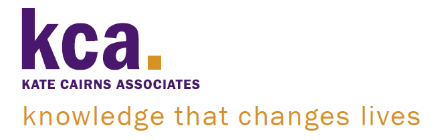 kca.
KATE CAIRNS ASSOCIATES
knowledge that changes lives